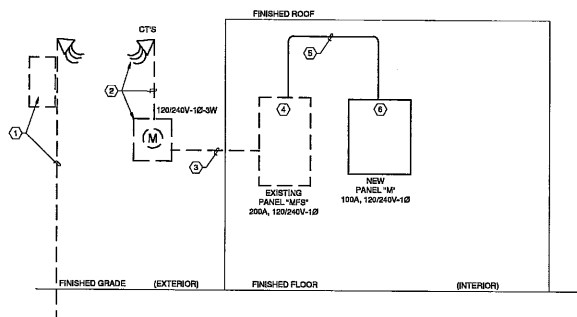 FINISHED ROOF
CT'S
5
2
4
6
120/240V-1Ø-3W
1
M
3
EXISTING
PANEL "MFS"
200A, 120/240V-1Ø
NEW
PANEL "M"
100A, 120/240V-1Ø
FINISHED GRADE
(EXTERIOR)
FINISHED FLOOR
(INTERIOR)